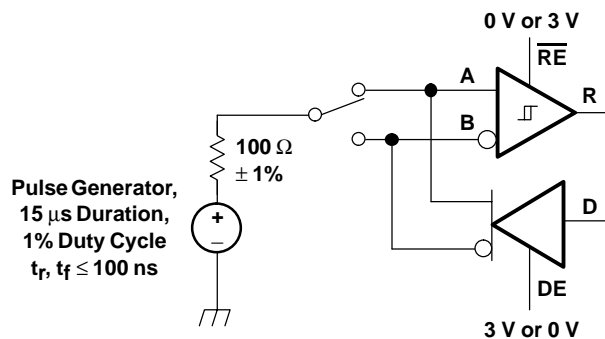 0 V or 3 V
RE
A
R
B
100 Ω
± 1%
Pulse Generator,
15 μs Duration,
1% Duty Cycle
tr, tf ≤ 100 ns
+
–
D
DE
3 V or 0 V